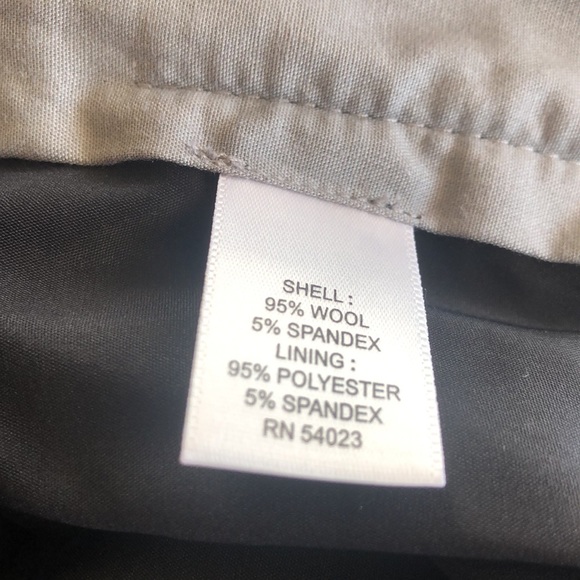 SHELL :
95% WOOL
5% SPANDEX
LINING :
95% POLYESTER
5% SPANDEX
RN 54023